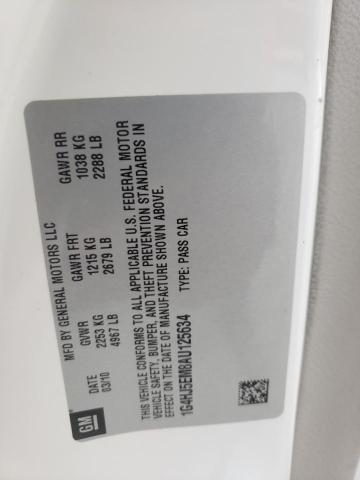 GM
MFD BY GENERAL MOTORS LLC
DATE GVWR GAWR FRT GAWR RR
03/10 2253 KG 1215 KG 1038 KG
4967 LB 2679 LB 2288 LB
THIS VEHICLE CONFORMS TO ALL APPLICABLE U.S. FEDERAL MOTOR
VEHICLE SAFETY, BUMPER, AND THEFT PREVENTION STANDARDS IN
EFFECT ON THE DATE OF MANUFACTURE SHOWN ABOVE.
1G4HJ5EM8AU125634 TYPE: PASS CAR